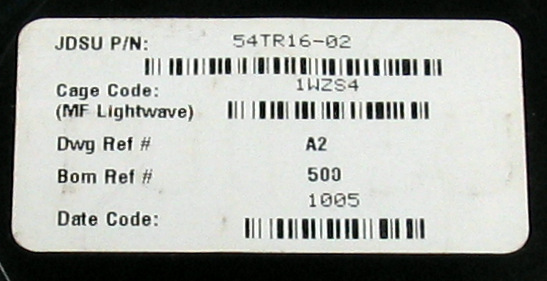 JDSU P/N: 54TR16-02
Cage Code: 1WZS4
(MF Lightwave)
Dwg Ref # A2
Bom Ref # 500
1005
Date Code: